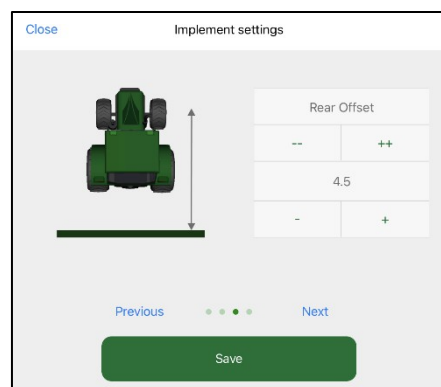 Close Implement settings
Rear Offset
-- ++
4.5
- +
Previous Next
Save